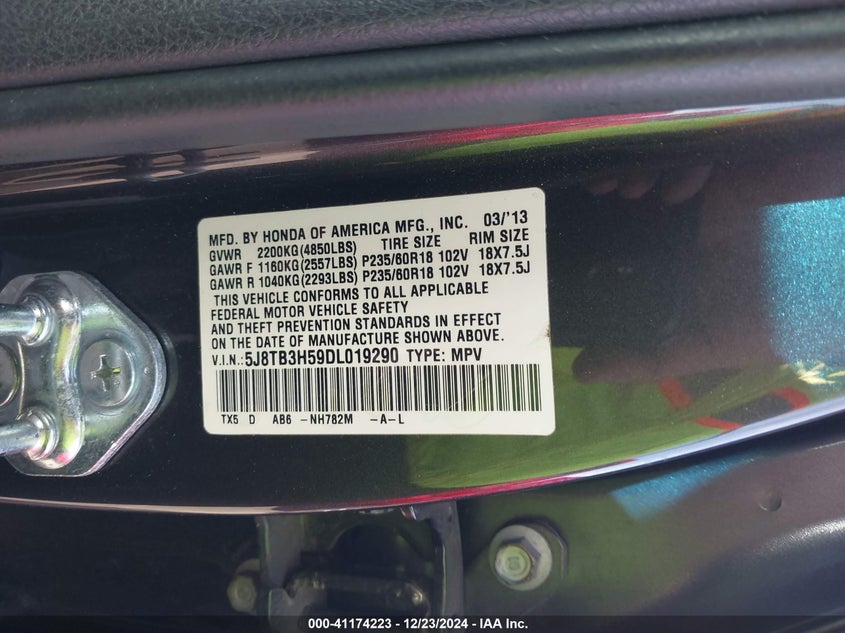 MFD. BY HONDA OF AMERICA MFG., INC. 03/'13
GVWR 2200KG(4850LBS) TIRE SIZE RIM SIZE
GAWR F 1160KG(2557LBS) P235/60R18 102V 18X7.5J
GAWR R 1040KG(2293LBS) P235/60R18 102V 18X7.5J
THIS VEHICLE CONFORMS TO ALL APPLICABLE
FEDERAL MOTOR VEHICLE SAFETY
AND THEFT PREVENTION STANDARDS IN EFFECT
ON THE DATE OF MANUFACTURE SHOWN ABOVE.
V.I.N.: 5J8TB3H59DL019290 TYPE: MPV
TX5 D AB6 -NH782M -A-L
000-41174223 - 12/23/2024 - IAA Inc.